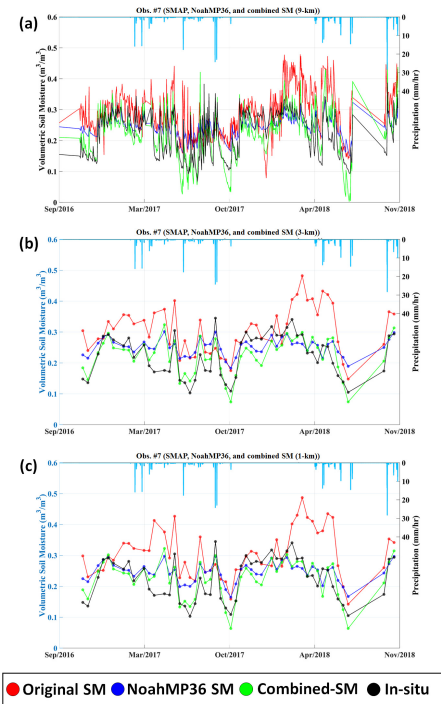 (a)
Obs. #7 (SMAP, NoahMP36, and combined SM (9-km))
Volumetric Soil Moisture (m³/m³)
0.6
0.5
0.4
0.3
0.2
0.1
0
Sep/2016
Mar/2017
Oct/2017
Apr/2018
Nov/2018
0
10
20
30
40
Precipitation (mm/hr)
(b)
Obs. #7 (SMAP, NoahMP36, and combined SM (3-km))
Volumetric Soil Moisture (m³/m³)
0.6
0.5
0.4
0.3
0.2
0.1
0
Sep/2016
Mar/2017
Oct/2017
Apr/2018
Nov/2018
0
10
20
30
40
Precipitation (mm/hr)
(c)
Obs. #7 (SMAP, NoahMP36, and combined SM (1-km))
Volumetric Soil Moisture (m³/m³)
0.6
0.5
0.4
0.3
0.2
0.1
0
Sep/2016
Mar/2017
Oct/2017
Apr/2018
Nov/2018
0
10
20
30
40
Precipitation (mm/hr)
Original SM NoahMP36 SM Combined-SM In-situ